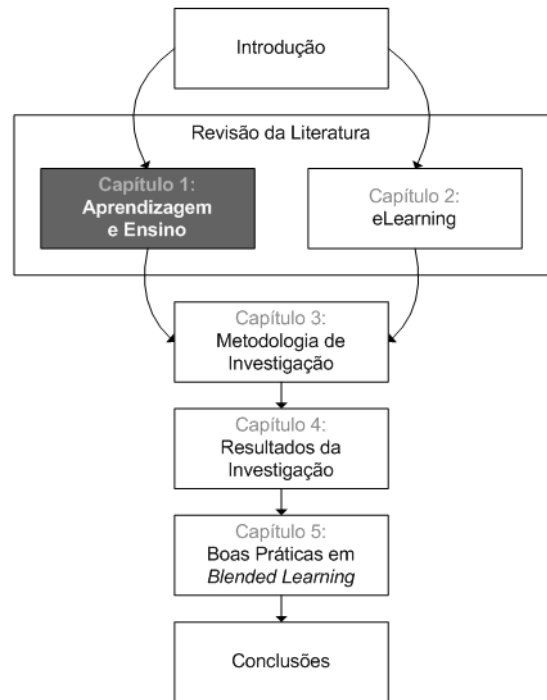 Introdução
Revisão da Literatura
Capítulo 1:
Aprendizagem
e Ensino
Capítulo 2:
eLearning
Capítulo 3:
Metodologia de
Investigação
Capítulo 4:
Resultados da
Investigação
Capítulo 5:
Boas Práticas em
Blended Learning
Conclusões